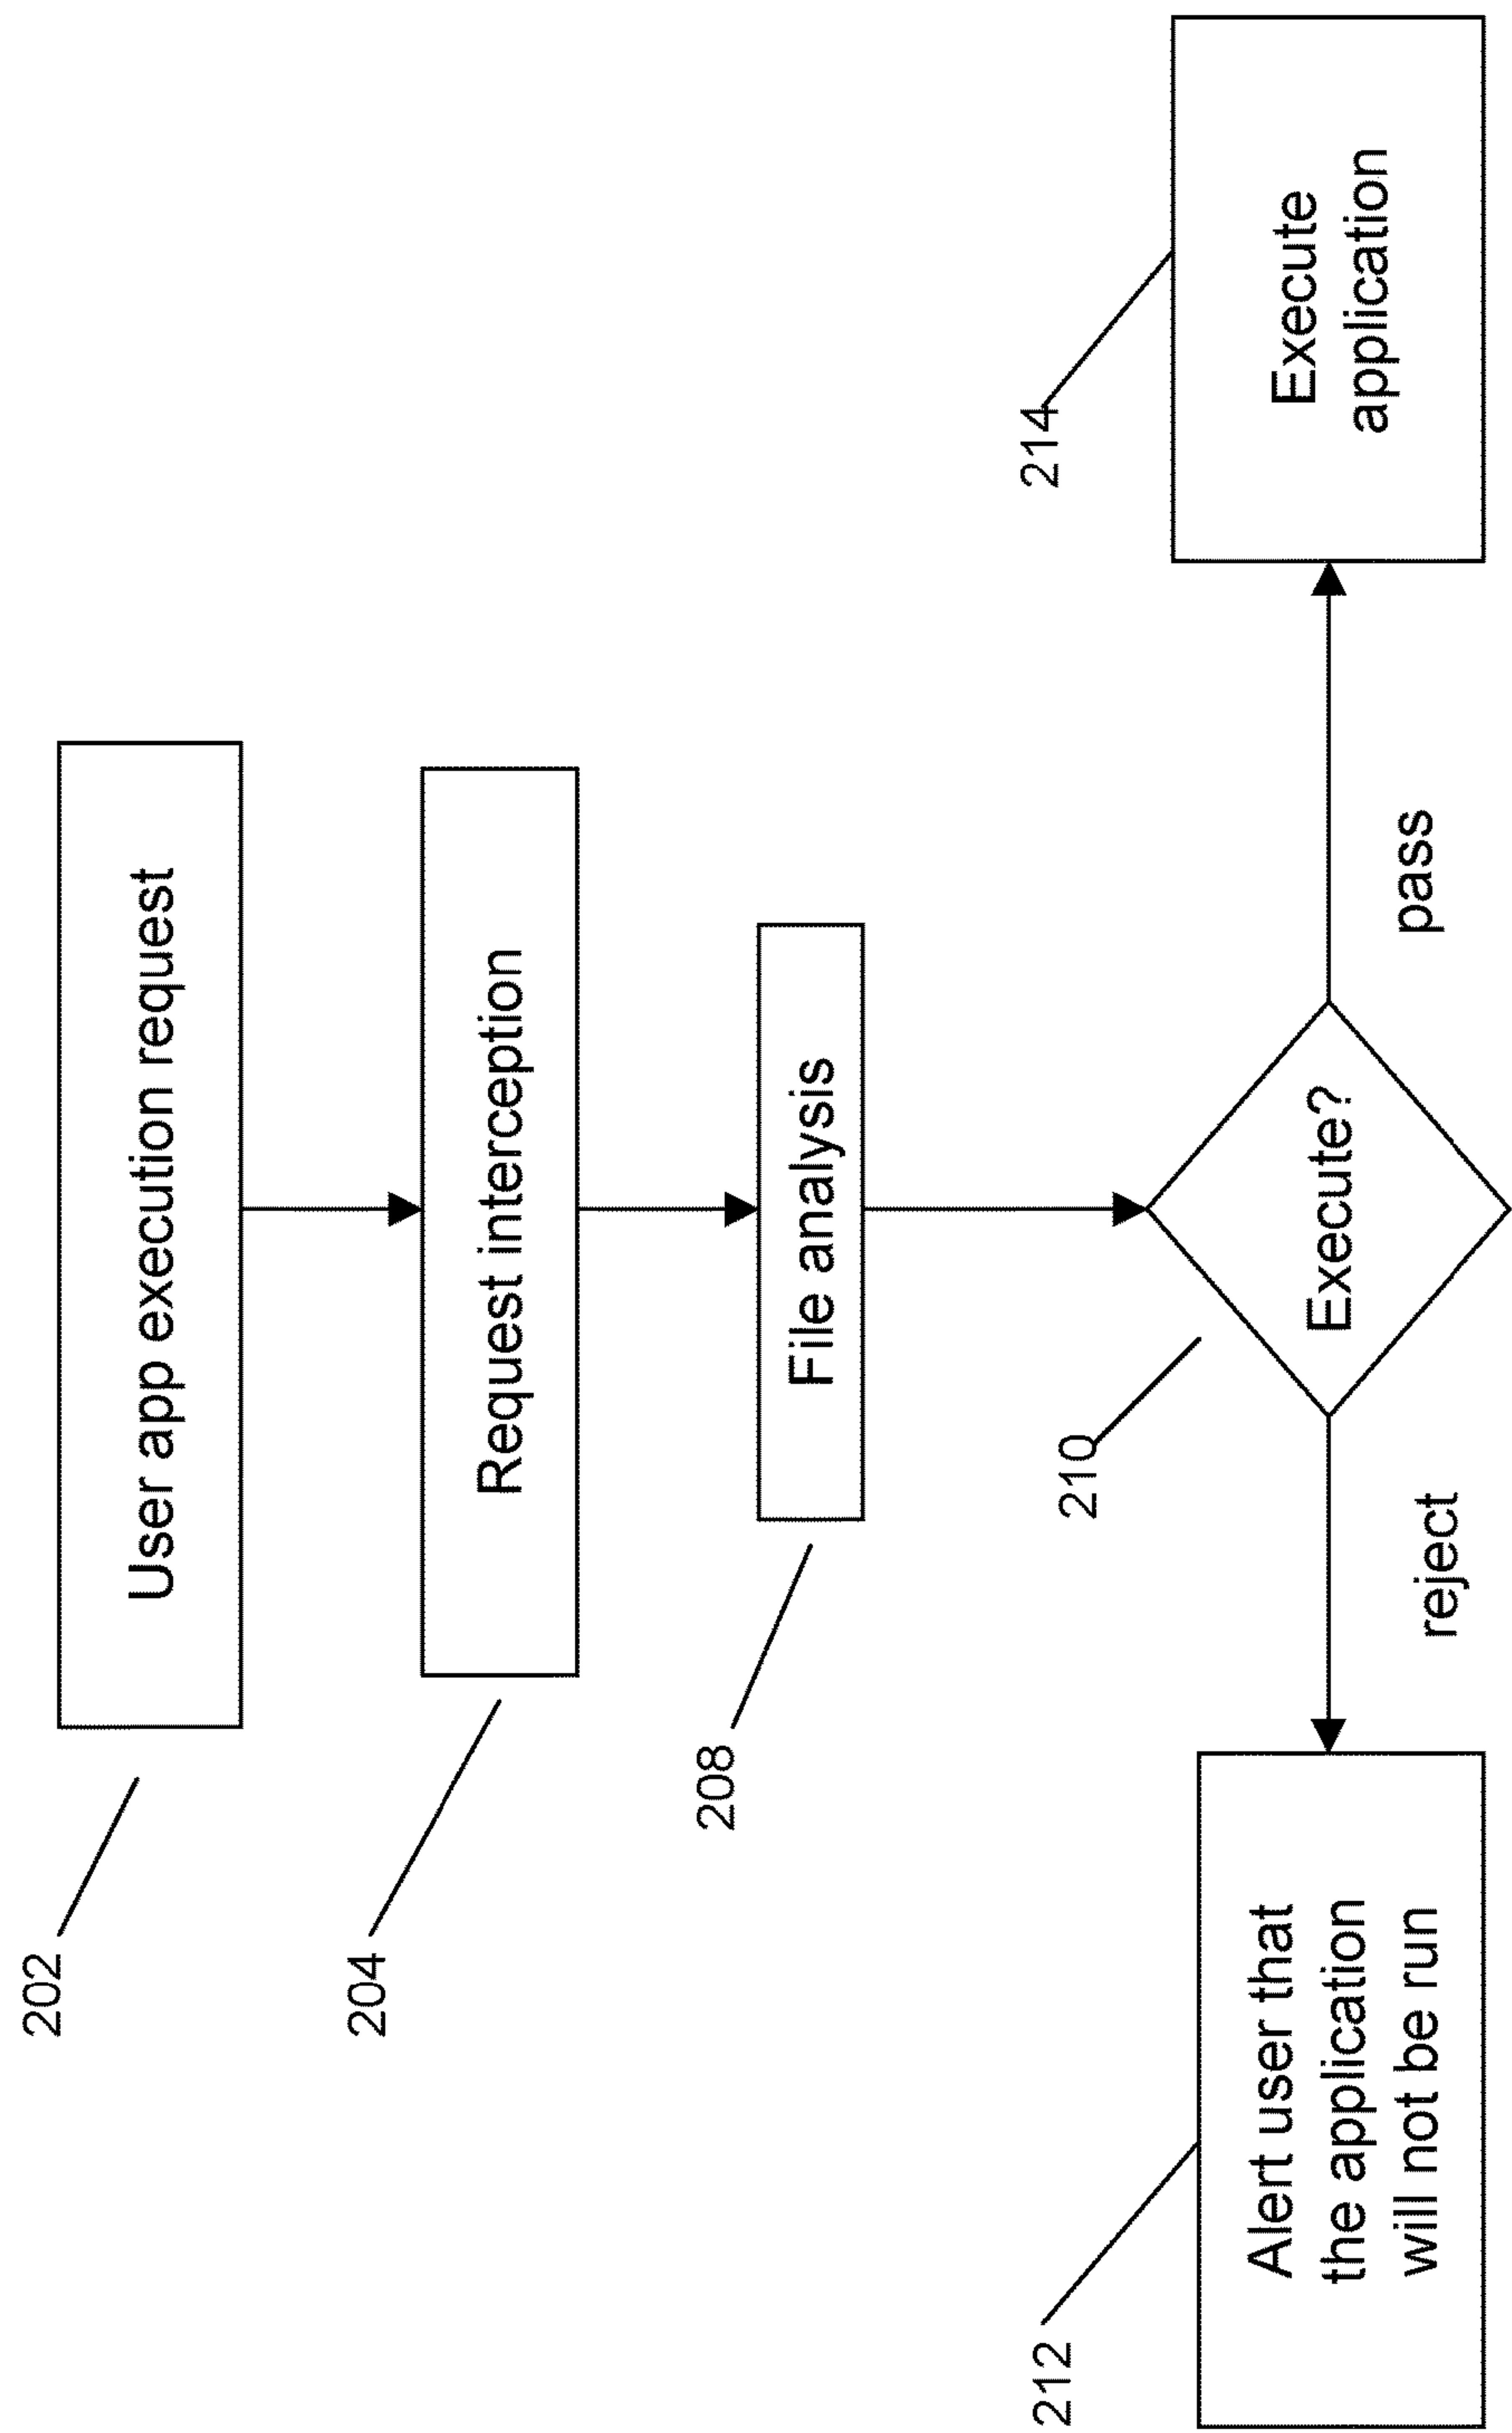 202
User app execution request
204
Request interception
208
File analysis
210
Execute?
reject
pass
212
Alert user that
the application
will not be run
214
Execute
application